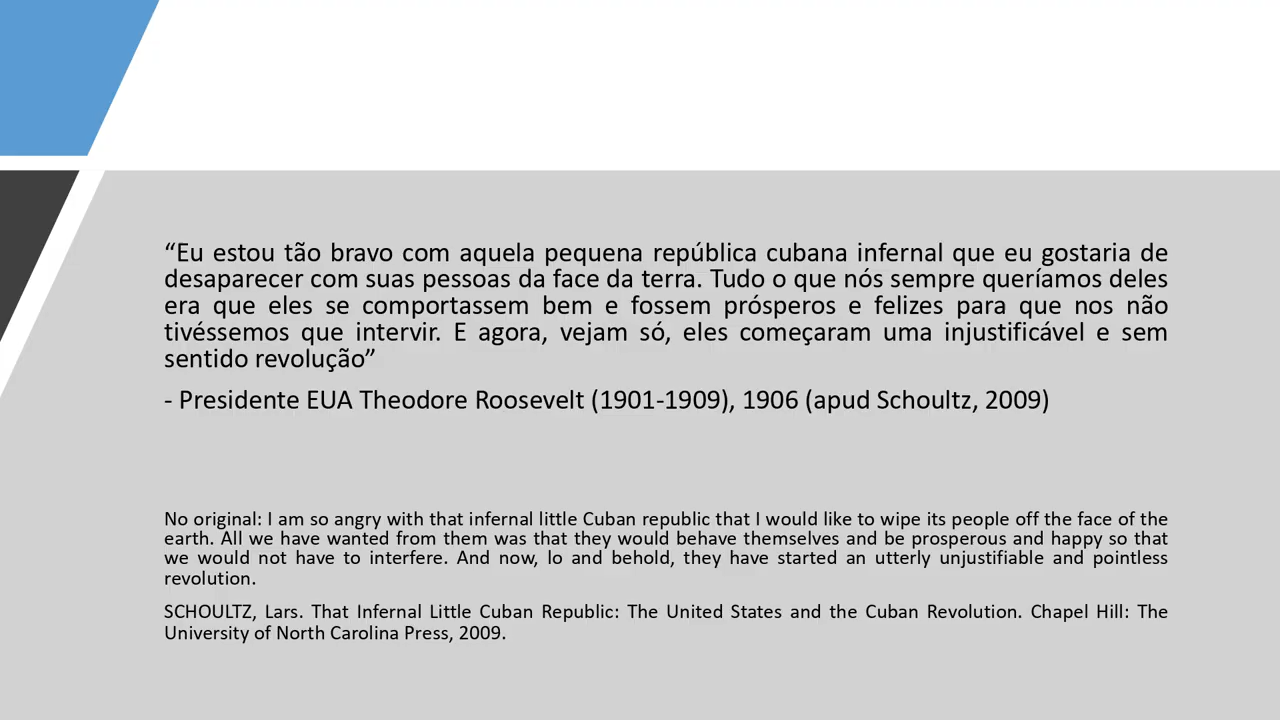 “Eu estou tão bravo com aquela pequena república cubana infernal que eu gostaria de
desaparecer com suas pessoas da face da terra. Tudo o que nós sempre queríamos deles
era que eles se comportassem bem e fossem prósperos e felizes para que nos não
tivéssemos que intervir. E agora, vejam só, eles começaram uma injustificável e sem
sentido revolução”
- Presidente EUA Theodore Roosevelt (1901-1909), 1906 (apud Schoultz, 2009)
No original: I am so angry with that infernal little Cuban republic that I would like to wipe its people off the face of the
earth. All we have wanted from them was that they would behave themselves and be prosperous and happy so that
we would not have to interfere. And now, lo and behold, they have started an utterly unjustifiable and pointless
revolution.
SCHOULTZ, Lars. That Infernal Little Cuban Republic: The United States and the Cuban Revolution. Chapel Hill: The
University of North Carolina Press, 2009.